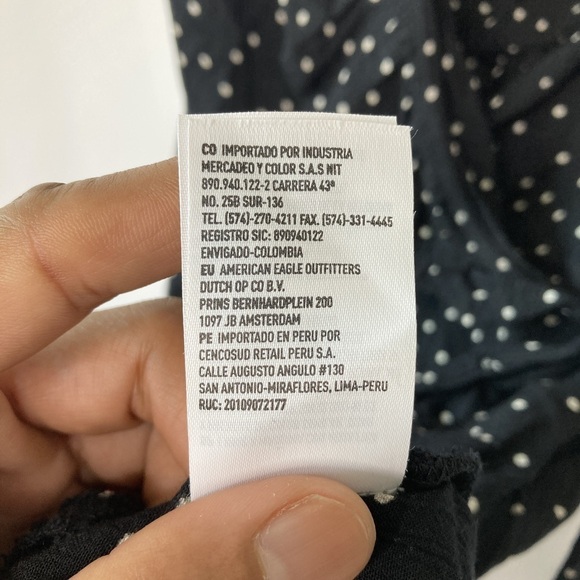 CO IMPORTADO POR INDUSTRIA
MERCADEO Y COLOR S.A.S NIT
890.940.122-2 CARRERA 43ª
NO. 25B SUR-136
TEL. (574)-270-4211 FAX. (574)-331-4445
REGISTRO SIC: 890940122
ENVIGADO-COLOMBIA
EU AMERICAN EAGLE OUTFITTERS
DUTCH OP CO B.V.
PRINS BERNHARDPLEIN 200
1097 JB AMSTERDAM
PE IMPORTADO EN PERU POR
CENCOSUD RETAIL PERU S.A.
CALLE AUGUSTO ANGULO #130
SAN ANTONIO-MIRAFLORES, LIMA-PERU
RUC: 20109072177